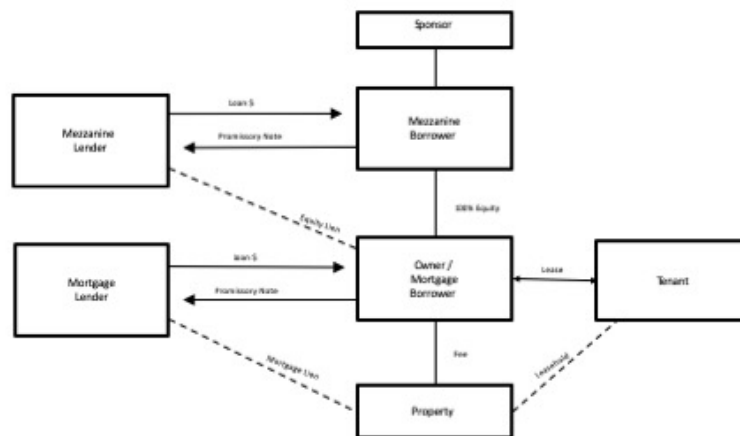 Sponsor
Loan $
Mezzanine
Lender
Mezzanine
Borrower
Promissory Note
100% Equity
Equity Lien
Mortgage
Lender
loan $
Owner /
Mortgage
Borrower
Lease
Tenant
Promissory Note
Mortgage Lien
Fee
Leasehold
Property